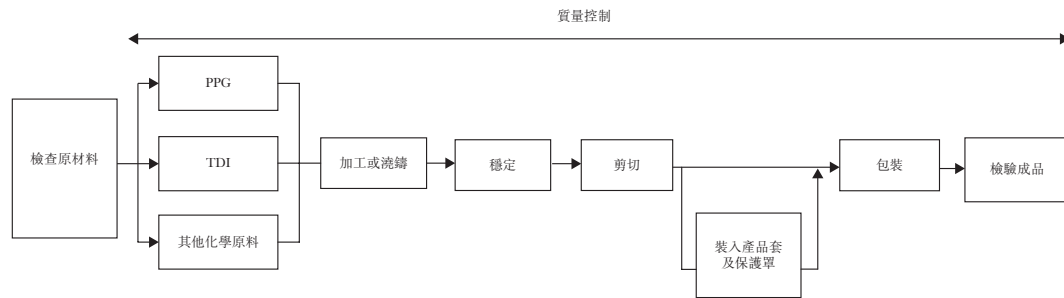 質量控制
檢查原材料
PPG
TDI
其他化學原料
加工或澆鑄
穩定
剪切
裝入產品套
及保護罩
包裝
檢驗成品